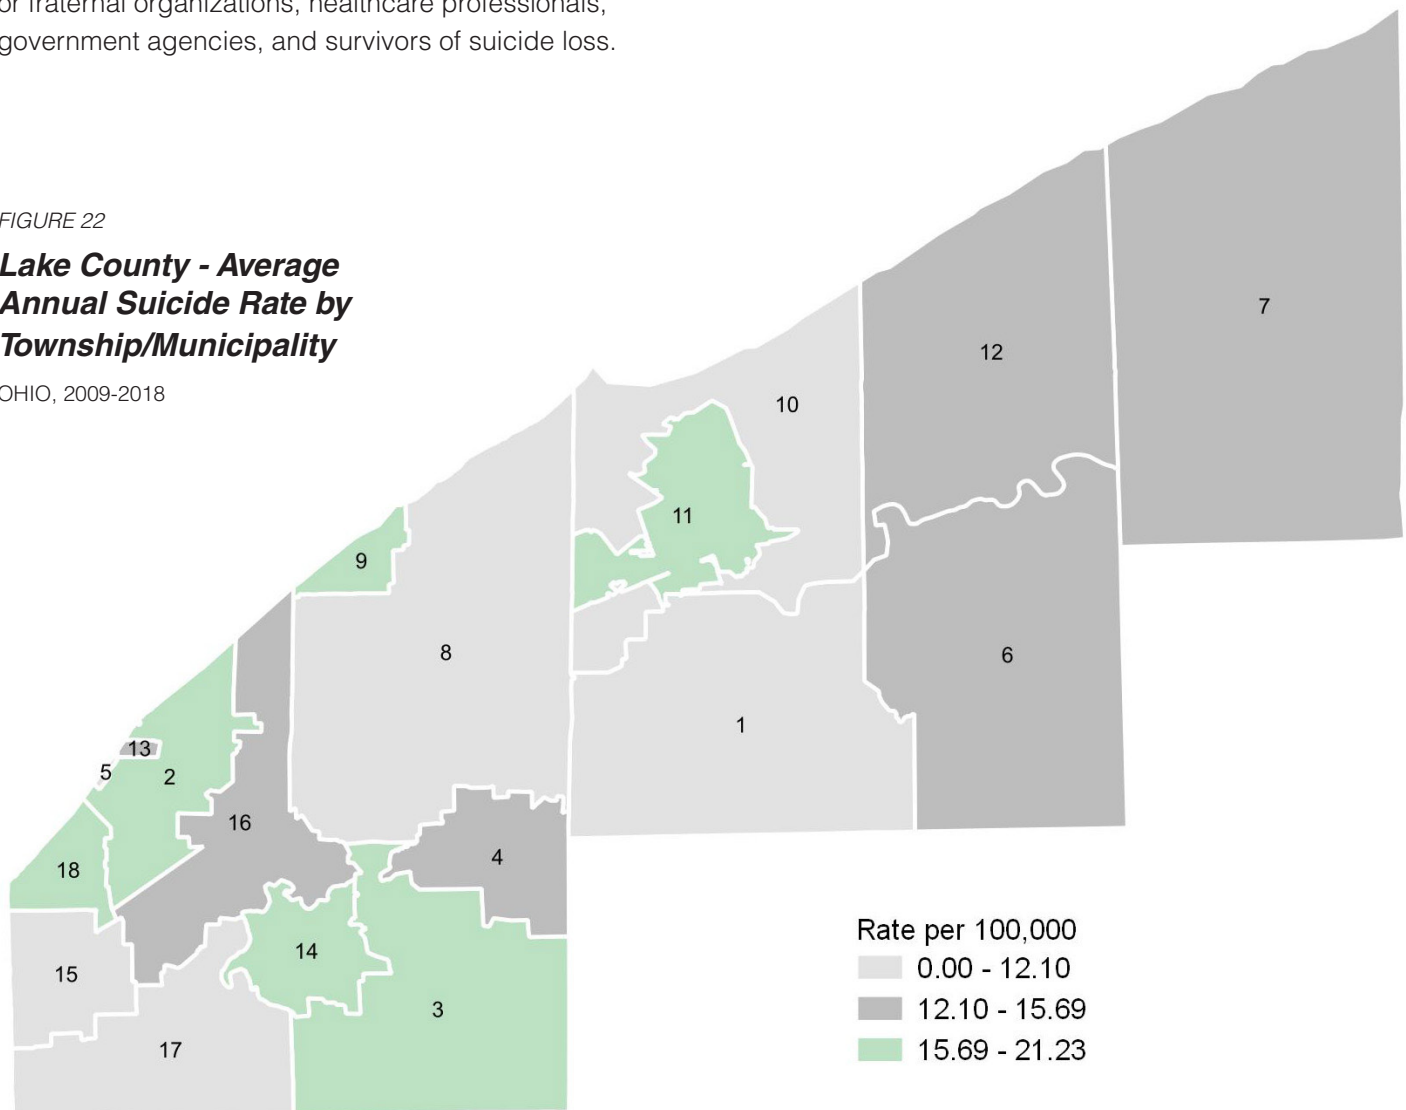 or fraternal organizations, healthcare professionals,
government agencies, and survivors of suicide loss.
FIGURE 22
Lake County - Average
Annual Suicide Rate by
Township/Municipality
OHIO, 2009-2018
7
12
10
11
9
8
6
1
13
5
2
16
4
18
14
15
3
17
Rate per 100,000
0.00 - 12.10
12.10 - 15.69
15.69 - 21.23